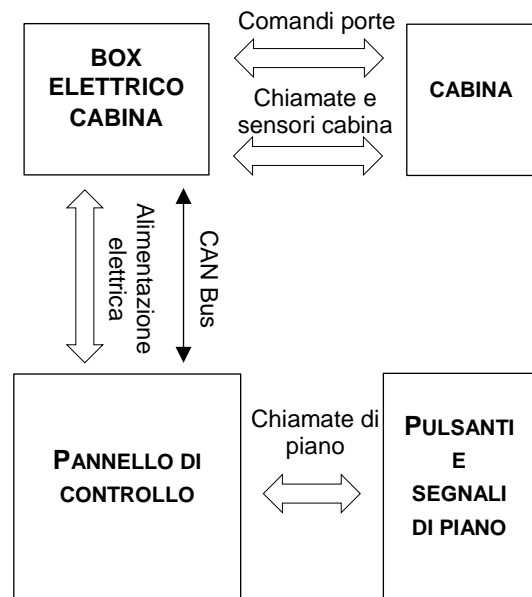 BOX
ELETTRICO
CABINA
Comandi porte
Chiamate e
sensori cabina
CABINA
Alimentazione
elettrica
CAN Bus
PANNELLO DI
CONTROLLO
Chiamate di
piano
PULSANTI
E
SEGNALI
DI PIANO